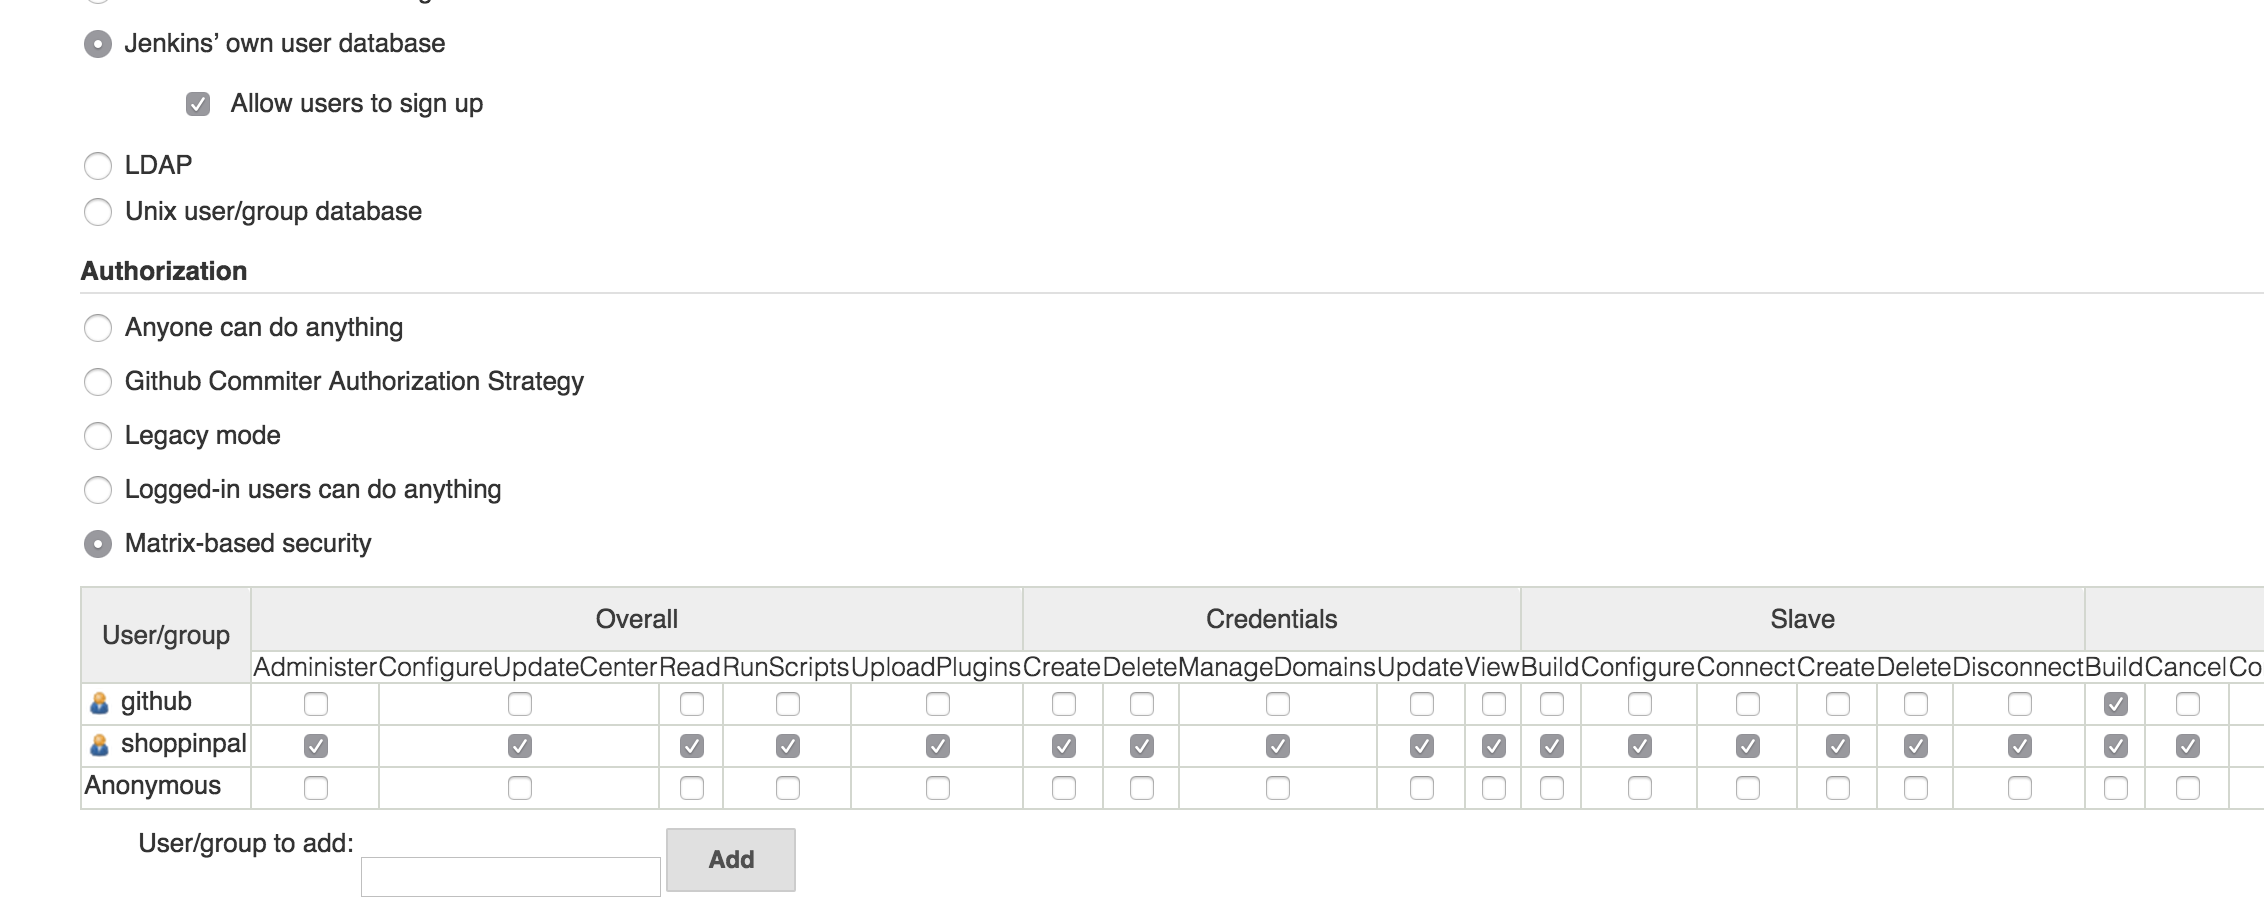 Jenkins’ own user database
Allow users to sign up
LDAP
Unix user/group database
Authorization
Anyone can do anything
Github Commiter Authorization Strategy
Legacy mode
Logged-in users can do anything
Matrix-based security
User/group Overall Credentials Slave
Administer ConfigureUpdateCenter Read RunScripts UploadPlugins Create Delete ManageDomains Update View Build Configure Connect Create Delete Disconnect Build Cancel Co
github
shoppinpal
Anonymous
User/group to add:
Add